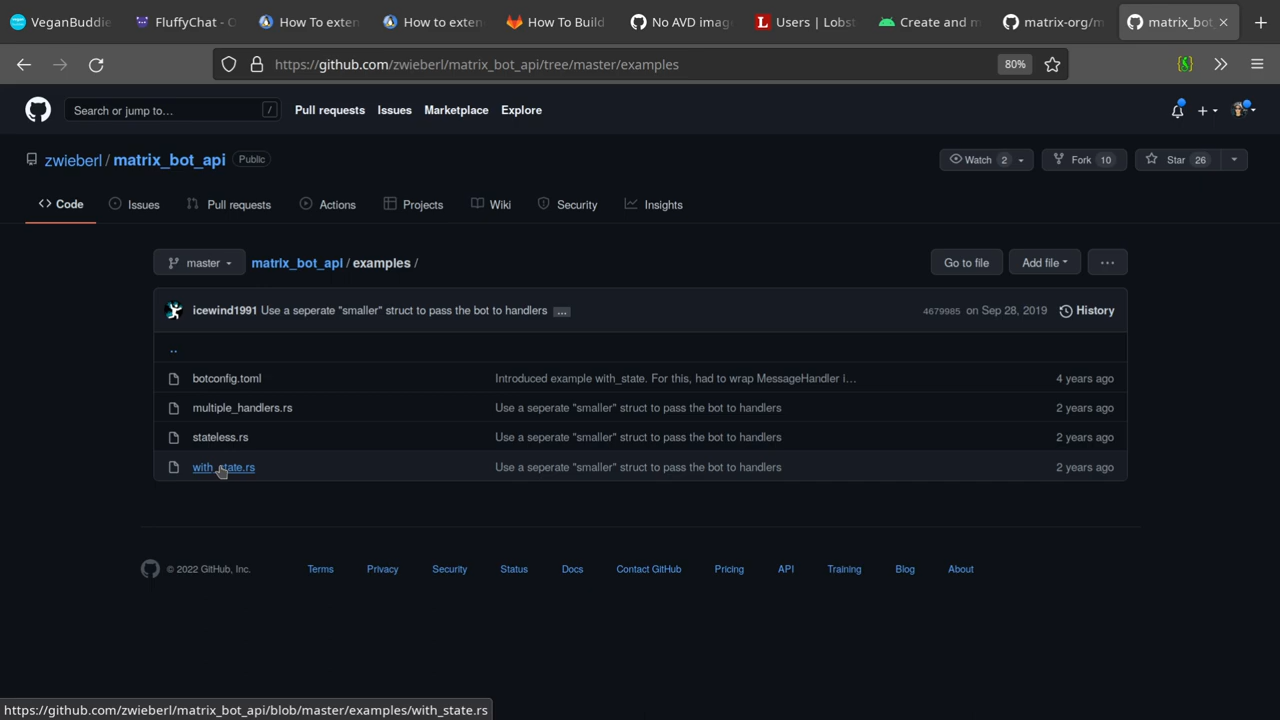 VeganBuddie
FluffyChat - O
How To exten
How to exten
How To Build
No AVD imag
Users | Lobst
Create and m
matrix-org/m
matrix_bot_
https://github.com/zwieberl/matrix_bot_api/tree/master/examples
80%
Search or jump to…
/
Pull requests
Issues
Marketplace
Explore
zwieberl / matrix_bot_api
Public
Watch 2
Fork 10
Star 26
Code
Issues
Pull requests
Actions
Projects
Wiki
Security
Insights
master
matrix_bot_api / examples /
Go to file
Add file
icewind1991 Use a seperate "smaller" struct to pass the bot to handlers …
4679985 on Sep 28, 2019
History
..
botconfig.toml Introduced example with_state. For this, had to wrap MessageHandler i… 4 years ago
multiple_handlers.rs Use a seperate "smaller" struct to pass the bot to handlers 2 years ago
stateless.rs Use a seperate "smaller" struct to pass the bot to handlers 2 years ago
with_state.rs Use a seperate "smaller" struct to pass the bot to handlers 2 years ago
© 2022 GitHub, Inc.
Terms
Privacy
Security
Status
Docs
Contact GitHub
Pricing
API
Training
Blog
About
https://github.com/zwieberl/matrix_bot_api/blob/master/examples/with_state.rs